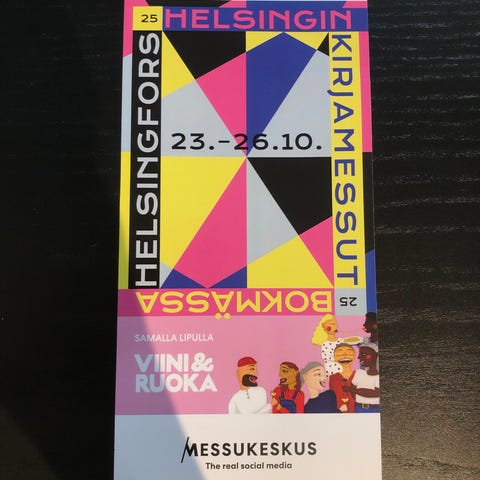 25 HELSINGIN
KIRJAMESSUT
HELSINGFORS
BOKMÄSSA
25
23.–26.10.
SAMALLA LIPULLA
VIINI&
RUOKA
MESSUKESKUS
The real social media